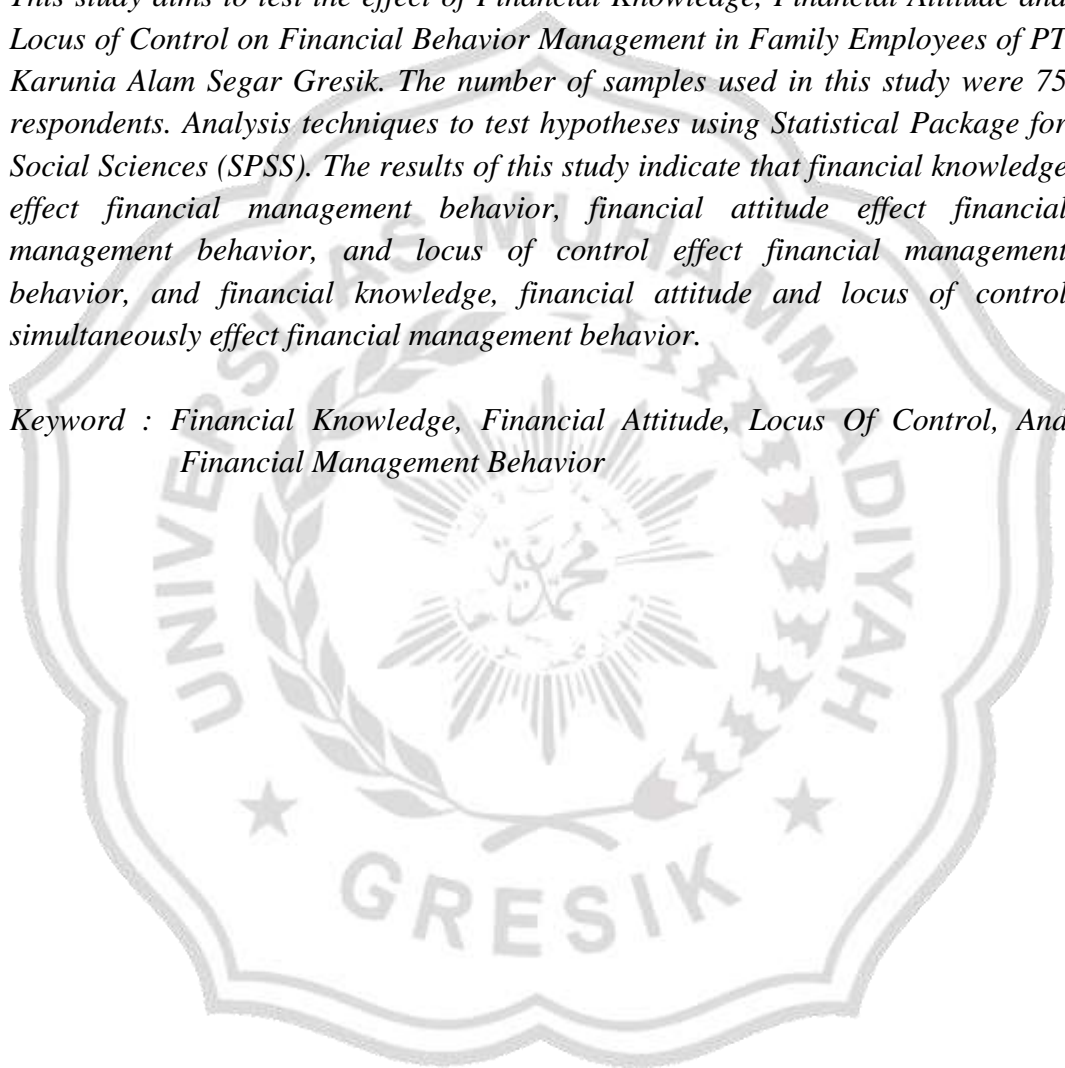 This study aims to test the effect of Financial Knowledge, Financial Attitude and
Locus of Control on Financial Behavior Management in Family Employees of PT
Karunia Alam Segar Gresik. The number of samples used in this study were 75
respondents. Analysis techniques to test hypotheses using Statistical Package for
Social Sciences (SPSS). The results of this study indicate that financial knowledge
effect financial management behavior, financial attitude effect financial
management behavior, and locus of control effect financial management
behavior, and financial knowledge, financial attitude and locus of control
simultaneously effect financial management behavior.
Keyword : Financial Knowledge, Financial Attitude, Locus Of Control, And
Financial Management Behavior
UNIVERSITAS MUHAMMADIYAH
GRESIK